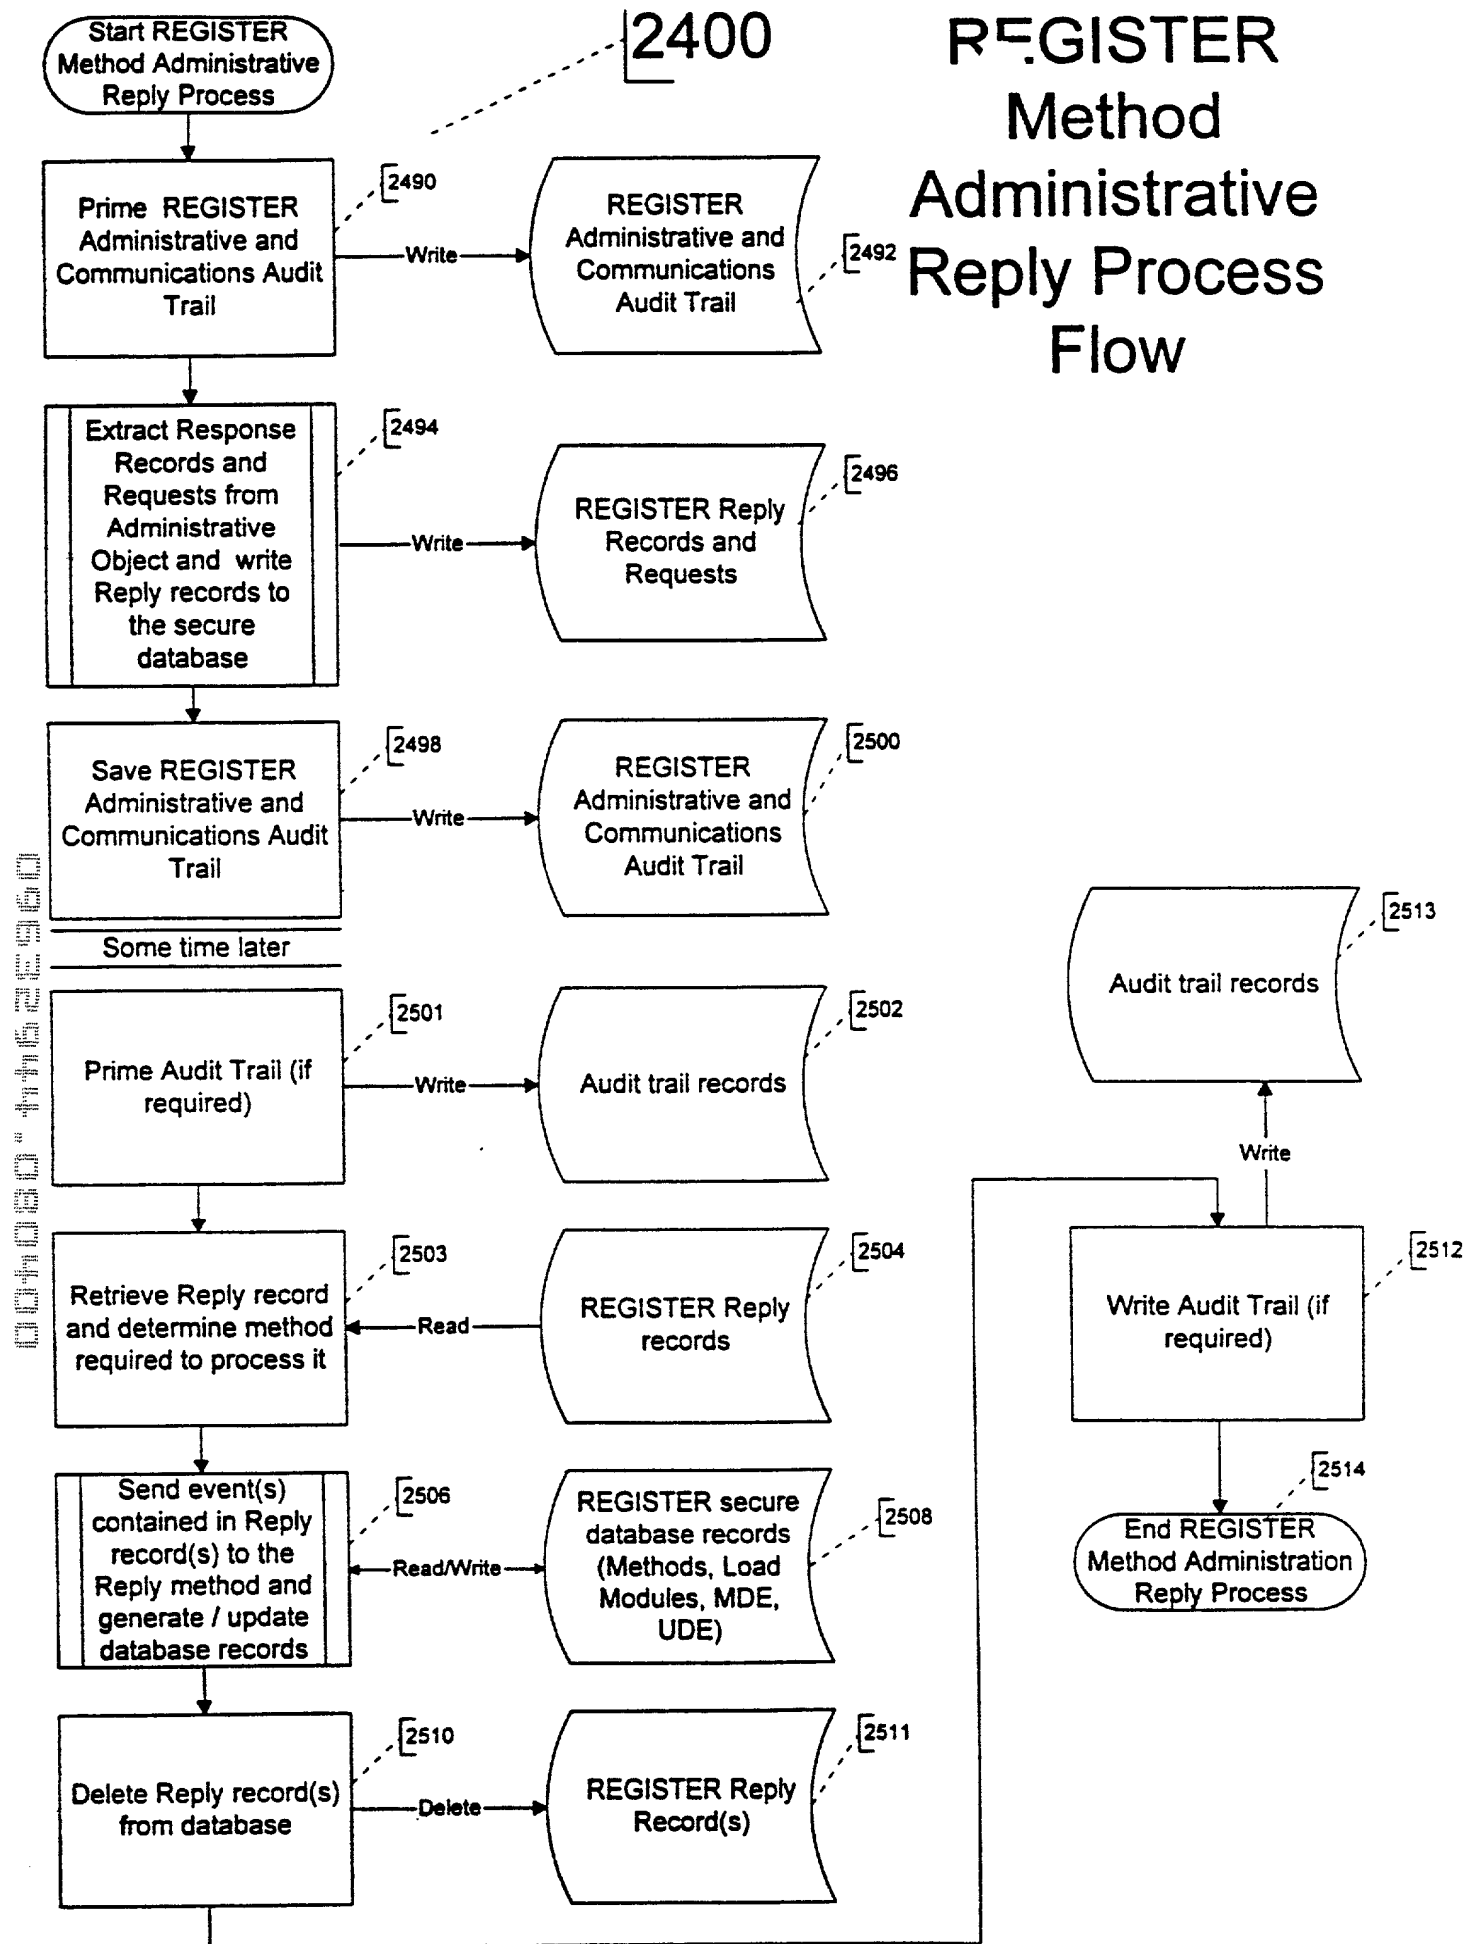 Start REGISTER
Method Administrative
Reply Process
2400
REGISTER
Method
Administrative
Reply Process
Flow
Prime REGISTER
Administrative and
Communications Audit
Trail
2490
Write
REGISTER
Administrative and
Communications
Audit Trail
2492
Extract Response
Records and
Requests from
Administrative
Object and write
Reply records to
the secure
database
2494
Write
REGISTER Reply
Records and
Requests
2496
Save REGISTER
Administrative and
Communications Audit
Trail
2498
Write
REGISTER
Administrative and
Communications
Audit Trail
2500
Some time later
Prime Audit Trail (if
required)
2501
Write
Audit trail records
2502
Retrieve Reply record
and determine method
required to process it
2503
Read
REGISTER Reply
records
2504
Send event(s)
contained in Reply
record(s) to the
Reply method and
generate / update
database records
2506
Read/Write
REGISTER secure
database records
(Methods, Load
Modules, MDE,
UDE)
2508
Delete Reply record(s)
from database
2510
Delete
REGISTER Reply
Record(s)
2511
Audit trail records
2513
Write
Write Audit Trail (if
required)
2512
2514
End REGISTER
Method Administration
Reply Process